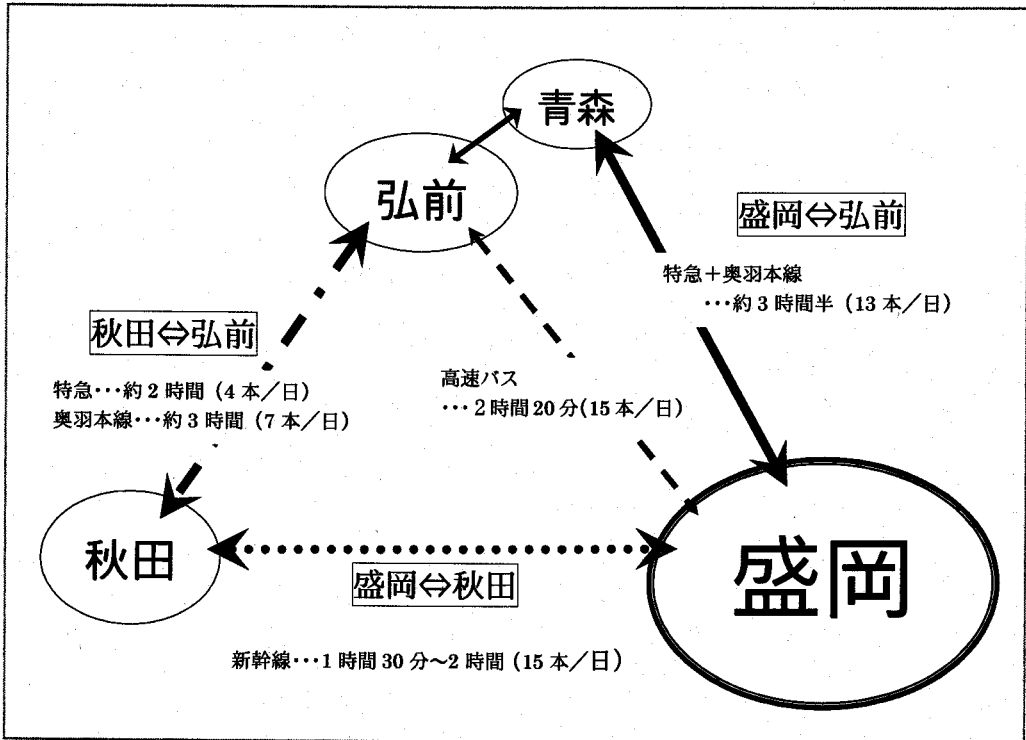 青森
弘前
盛岡⇔弘前
特急＋奥羽本線
･･･約3時間半（13本／日）
秋田⇔弘前
特急･･･約2時間（4本／日）
奥羽本線･･･約3時間（7本／日）
高速バス
･･･2時間20分(15本／日)
秋田
盛岡
盛岡⇔秋田
新幹線･･･1時間30分～2時間（15本／日）